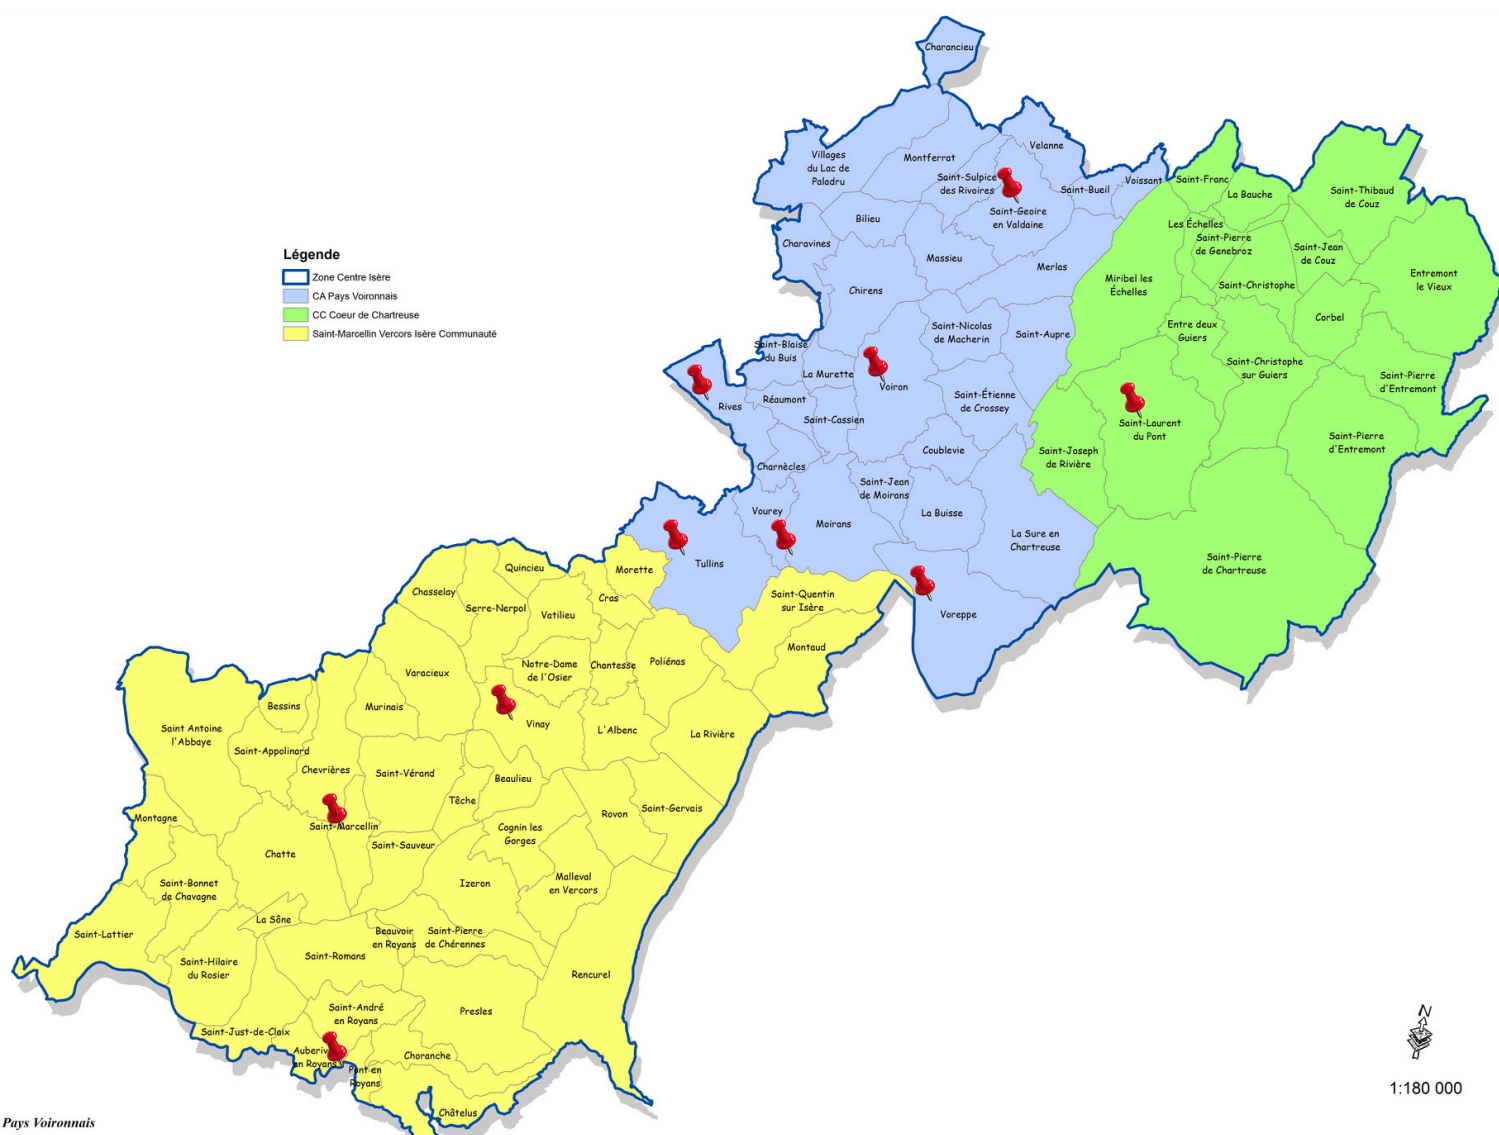 Charancieu
Velanne
Villages
du Lac de
Paladru
Montferrat
Saint-Sulpice
des Rivoires
Saint-Bueil
Voissant
Saint-Franc
La Bauche
Saint-Thibaud
de Couz
Bilieu
Saint-Geoire
en Valdaine
Les Échelles
Saint-Pierre
de Genebroz
Saint-Jean
de Couz
Charavines
Massieu
Merlas
Miribel les
Échelles
Saint-Christophe
Entremont
le Vieux
Légende
Zone Centre Isère
CA Pays Voironnais
CC Coeur de Chartreuse
Saint-Marcellin Vercors Isère Communauté
Chirens
Saint-Nicolas
de Macherin
Saint-Aupre
Entre deux
Guiers
Corbel
Saint-Blaise
du Buis
La Murette
Voiron
Saint-Christophe
sur Guiers
Saint-Pierre
d'Entremont
Rives
Réaumont
Saint-Cassien
Saint-Étienne
de Crossey
Saint-Laurent
du Pont
Saint-Pierre
d'Entremont
Charnècles
Coublevie
Saint-Joseph
de Rivière
Saint-Jean
de Moirans
Vourey
Moirans
La Buisse
La Sure en
Chartreuse
Saint-Pierre
de Chartreuse
Tullins
Voreppe
Quincieu
Morette
Chasselay
Serre-Nerpol
Vatilieu
Cras
Saint-Quentin
sur Isère
Montaud
Varacieux
Notre-Dame
de l'Osier
Chantesse
Poliénas
Bessins
Murinais
Vinay
L'Albenc
La Rivière
Saint Antoine
l'Abbaye
Saint-Appolinard
Chevrières
Saint-Vérand
Beaulieu
Têche
Rovon
Saint-Gervais
Montagne
Saint-Marcellin
Chatte
Saint-Sauveur
Cognin les
Gorges
Saint-Bonnet
de Chavagne
Izeron
Malleval
en Vercors
Saint-Lattier
La Sône
Beauvoir
en Royans
Saint-Pierre
de Chérennes
Saint-Hilaire
du Rosier
Saint-Romans
Rencurel
Saint-André
en Royans
Presles
Saint-Just-de-Claix
en Royans
Choranche
Pont en
Royans
Châtelus
N
1:180 000
Pays Voironnais